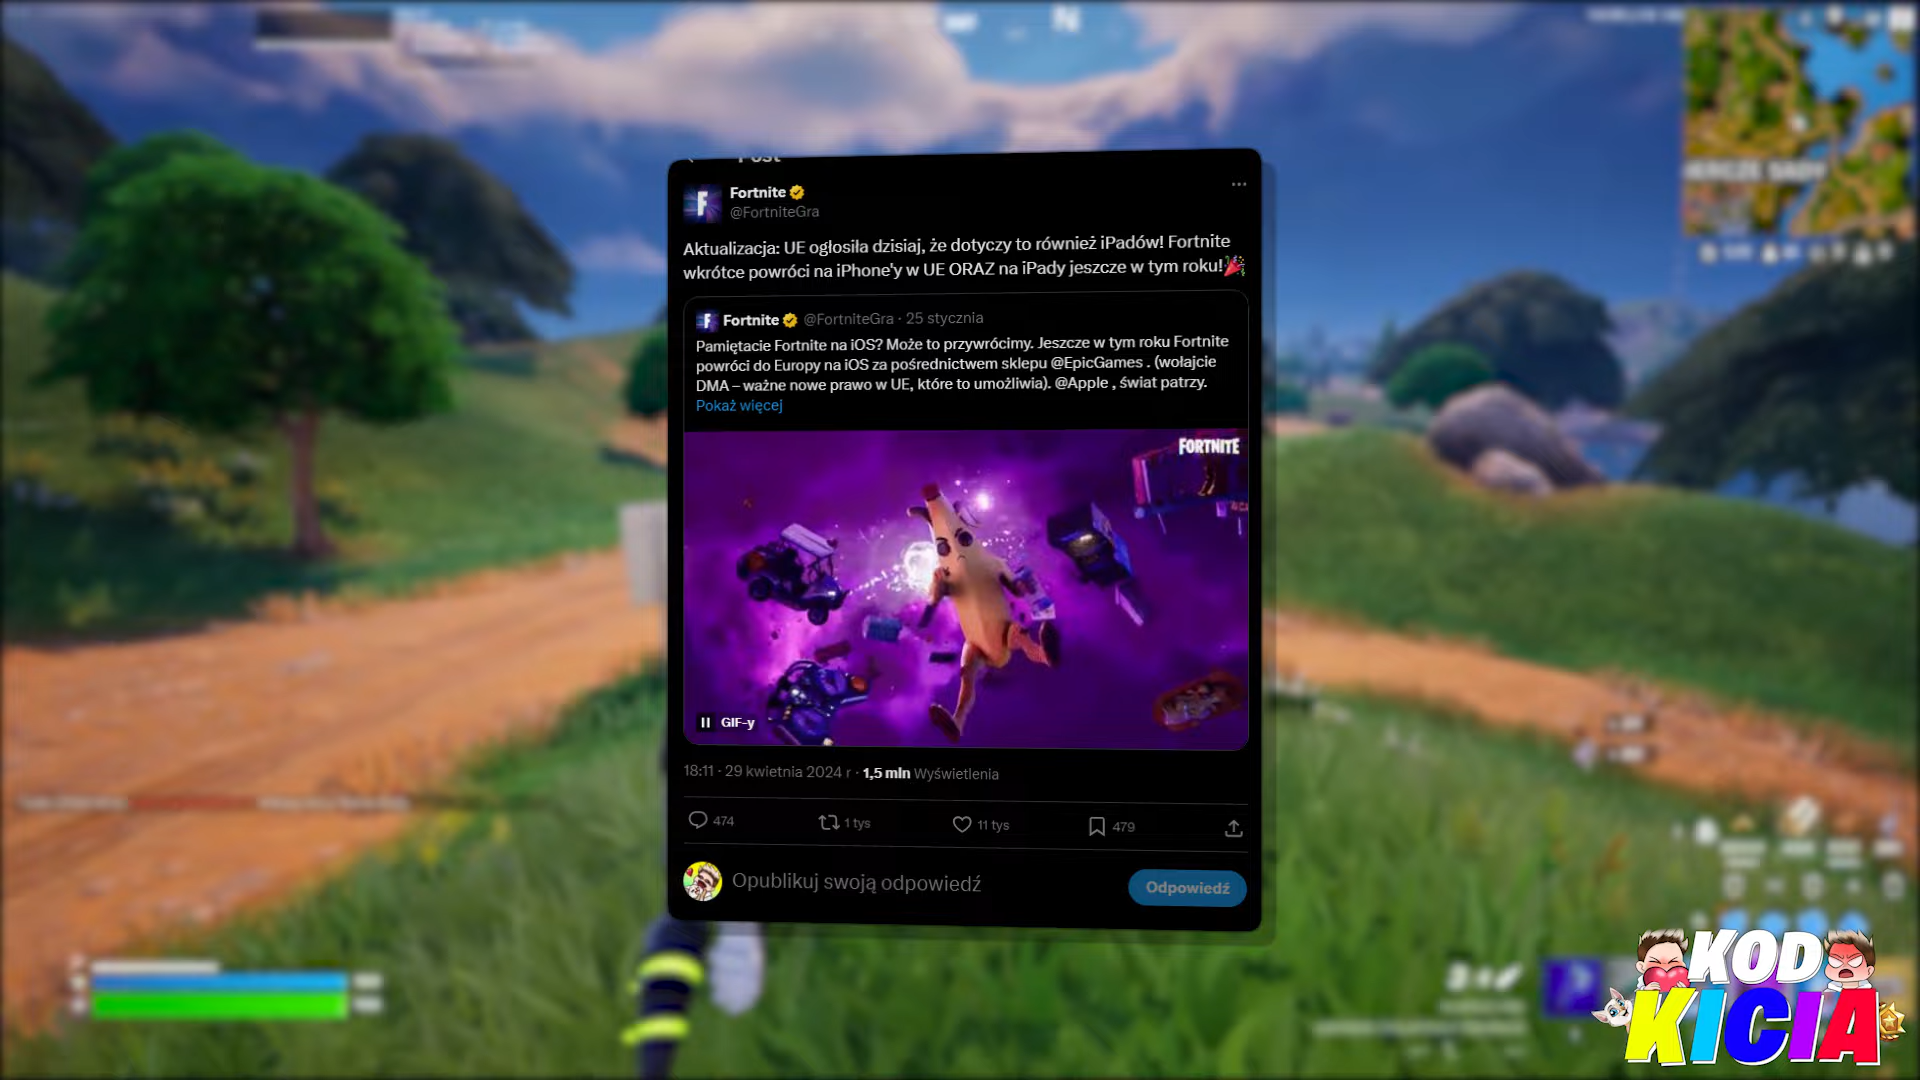 Post
Fortnite
@FortniteGra
Aktualizacja: UE ogłosiła dzisiaj, że dotyczy to również iPadów! Fortnite
wkrótce powróci na iPhone'y w UE ORAZ na iPady jeszcze w tym roku!🎉
Fortnite @FortniteGra · 25 stycznia
Pamiętacie Fortnite na iOS? Może to przywrócimy. Jeszcze w tym roku Fortnite
powróci do Europy na iOS za pośrednictwem sklepu @EpicGames . (wołajcie
DMA – ważne nowe prawo w UE, które to umożliwia). @Apple , świat patrzy.
Pokaż więcej
FORTNITE
GIF-y
18:11 · 29 kwietnia 2024 r · 1,5 mln Wyświetlenia
474 1 tys 11 tys 479
Opublikuj swoją odpowiedź
Odpowiedź
KOD
KICIA